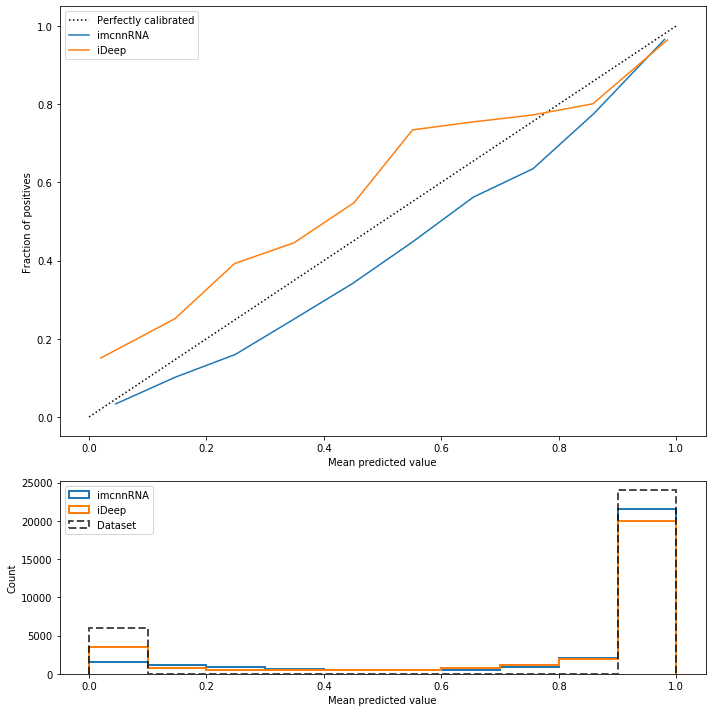 Perfectly calibrated
imcnnRNA
iDeep
1.0
0.8
0.6
0.4
0.2
0.0
Fraction of positives
0.0 0.2 0.4 0.6 0.8 1.0
Mean predicted value
imcnnRNA
iDeep
Dataset
25000
20000
15000
10000
5000
0
Count
0.0 0.2 0.4 0.6 0.8 1.0
Mean predicted value